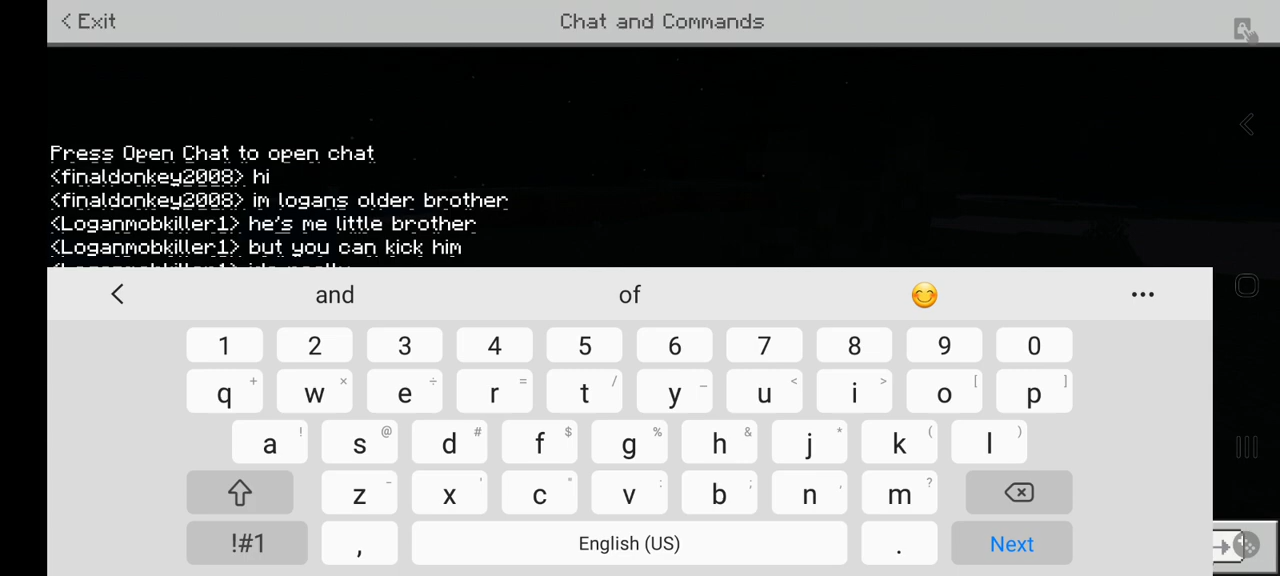 < Exit
Chat and Commands
Press Open Chat to open chat
<finaldonkey2008> hi
<finaldonkey2008> im logans older brother
<Loganmobkiller1> he's me little brother
<Loganmobkiller1> but you can kick him
and of 😊 ...
1 2 3 4 5 6 7 8 9 0
q + w × e ÷ r = t / y _ u < i > o [ p ]
a ! s @ d # f $ g % h & j * k ( l )
z - x ' c " v : b ; n , m ?
!#1 , English (US) . Next